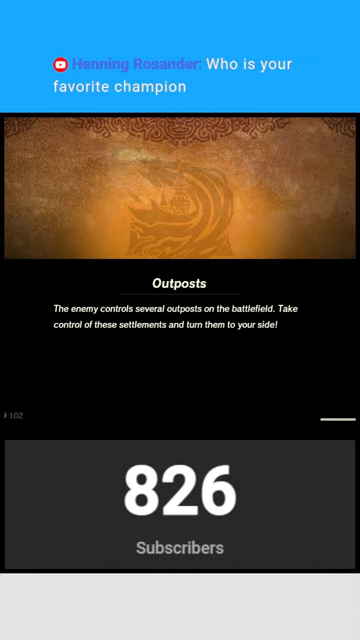 Henning Rosander: Who is your
favorite champion
Outposts
The enemy controls several outposts on the battlefield. Take
control of these settlements and turn them to your side!
102
826
Subscribers